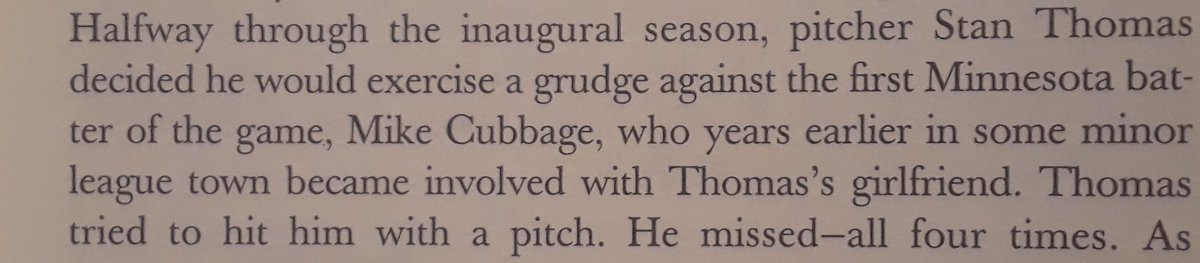 Halfway through the inaugural season, pitcher Stan Thomas
decided he would exercise a grudge against the first Minnesota bat-
ter of the game, Mike Cubbage, who years earlier in some minor
league town became involved with Thomas's girlfriend. Thomas
tried to hit him with a pitch. He missed—all four times. As